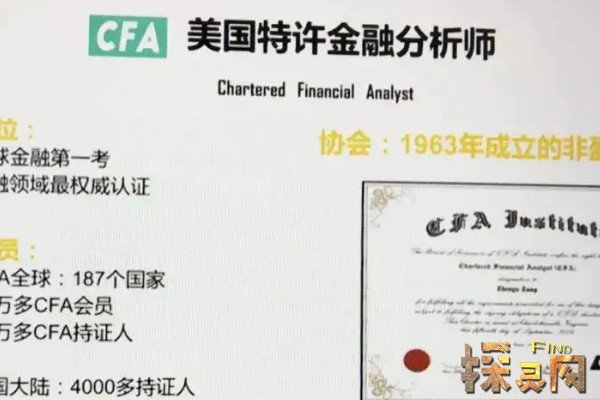 CFA 美国特许金融分析师
Chartered Financial Analyst
位：
球金融第一考
融领域最权威认证
员：
A全球：187个国家
万多CFA会员
万多CFA持证人
国大陆：4000多持证人
协会：1963年成立的非盈
CFA Institut
Chartered Financial Analyst (CFA)
FIND
探灵网